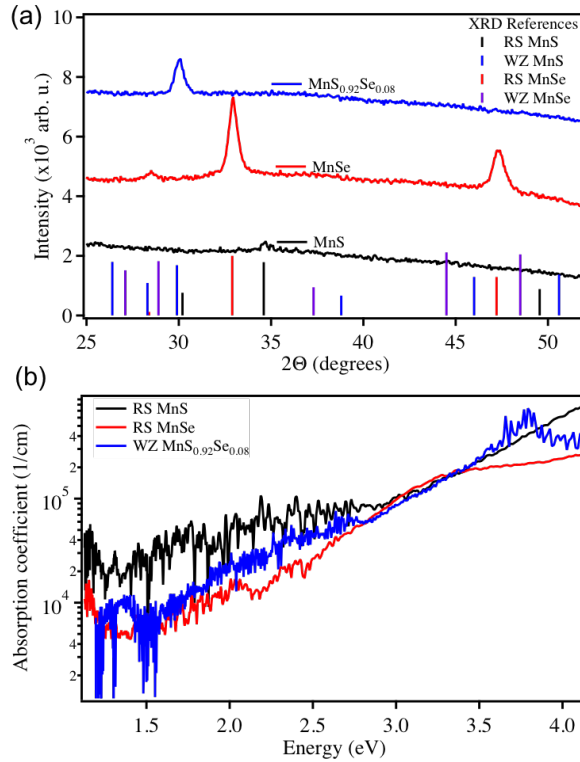 (a)
XRD References
RS MnS
WZ MnS
RS MnSe
WZ MnSe
MnS0.92Se0.08
MnSe
MnS
Intensity (x10³ arb. u.)
10
8
6
4
2
0
25 30 35 40 45 50
2Θ (degrees)
(b)
RS MnS
RS MnSe
WZ MnS0.92Se0.08
Absorption coefficient (1/cm)
4
2
10⁵
4
2
10⁴
4
2
1.5 2.0 2.5 3.0 3.5 4.0
Energy (eV)